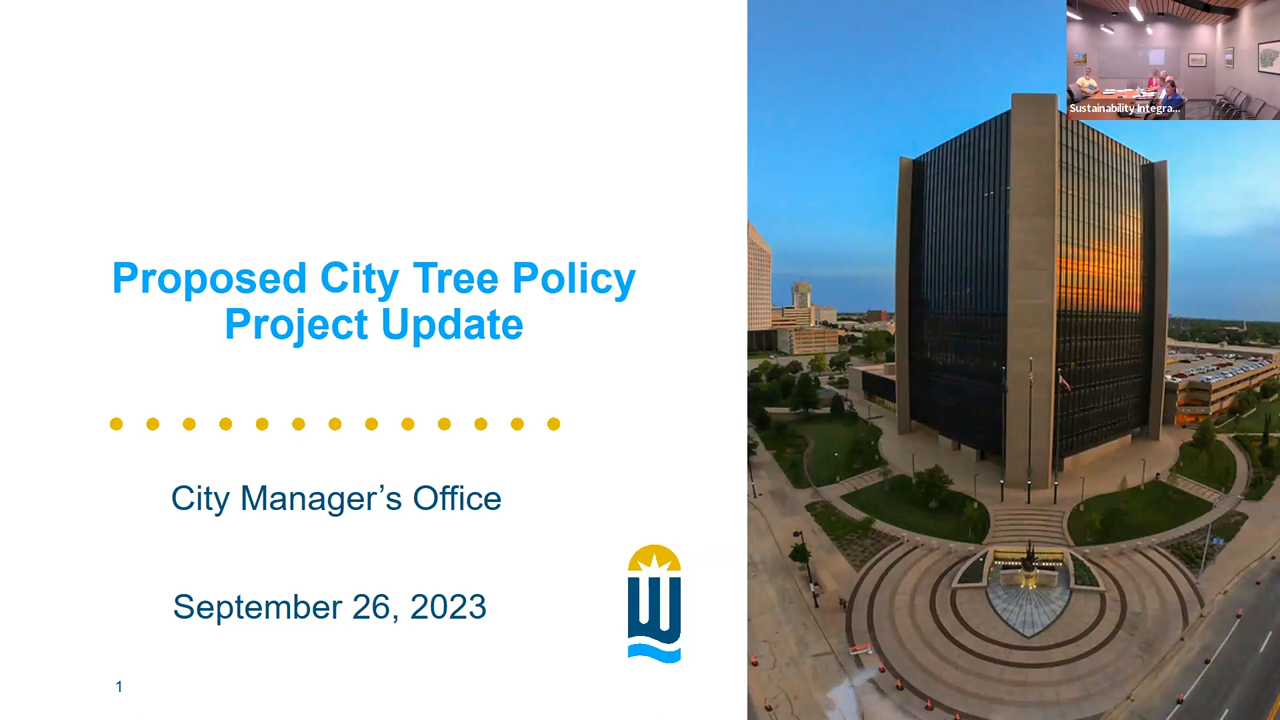 Sustainability Integra...
Proposed City Tree Policy
Project Update
City Manager’s Office
September 26, 2023
1